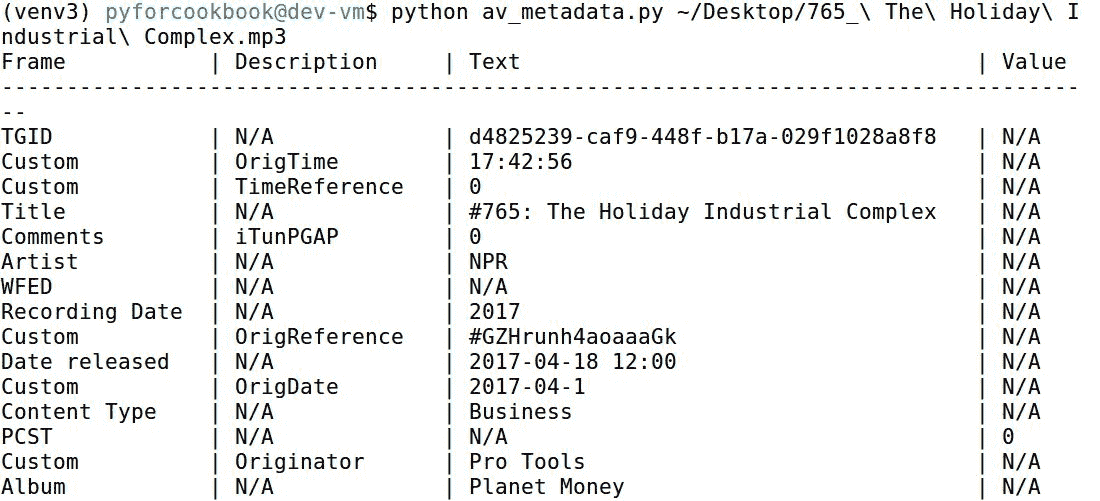 (venv3) pyforcookbook@dev-vm$ python av_metadata.py ~/Desktop/765_\ The\ Holiday\ I
ndustrial\ Complex.mp3
Frame           | Description     | Text                                  | Value
-----------------------------------------------------------------------------------
--
TGID            | N/A             | d4825239-caf9-448f-b17a-029f1028a8f8   | N/A
Custom          | OrigTime        | 17:42:56                              | N/A
Custom          | TimeReference   | 0                                     | N/A
Title           | N/A             | #765: The Holiday Industrial Complex   | N/A
Comments        | iTunPGAP        | 0                                     | N/A
Artist          | N/A             | NPR                                   | N/A
WFED            | N/A             | N/A                                   | N/A
Recording Date  | N/A             | 2017                                  | N/A
Custom          | OrigReference   | #GZHrunh4aoaaaGk                      | N/A
Date released   | N/A             | 2017-04-18 12:00                      | N/A
Custom          | OrigDate        | 2017-04-1                             | N/A
Content Type    | N/A             | Business                              | N/A
PCST            | N/A             | N/A                                   | 0
Custom          | Originator      | Pro Tools                             | N/A
Album           | N/A             | Planet Money                          | N/A